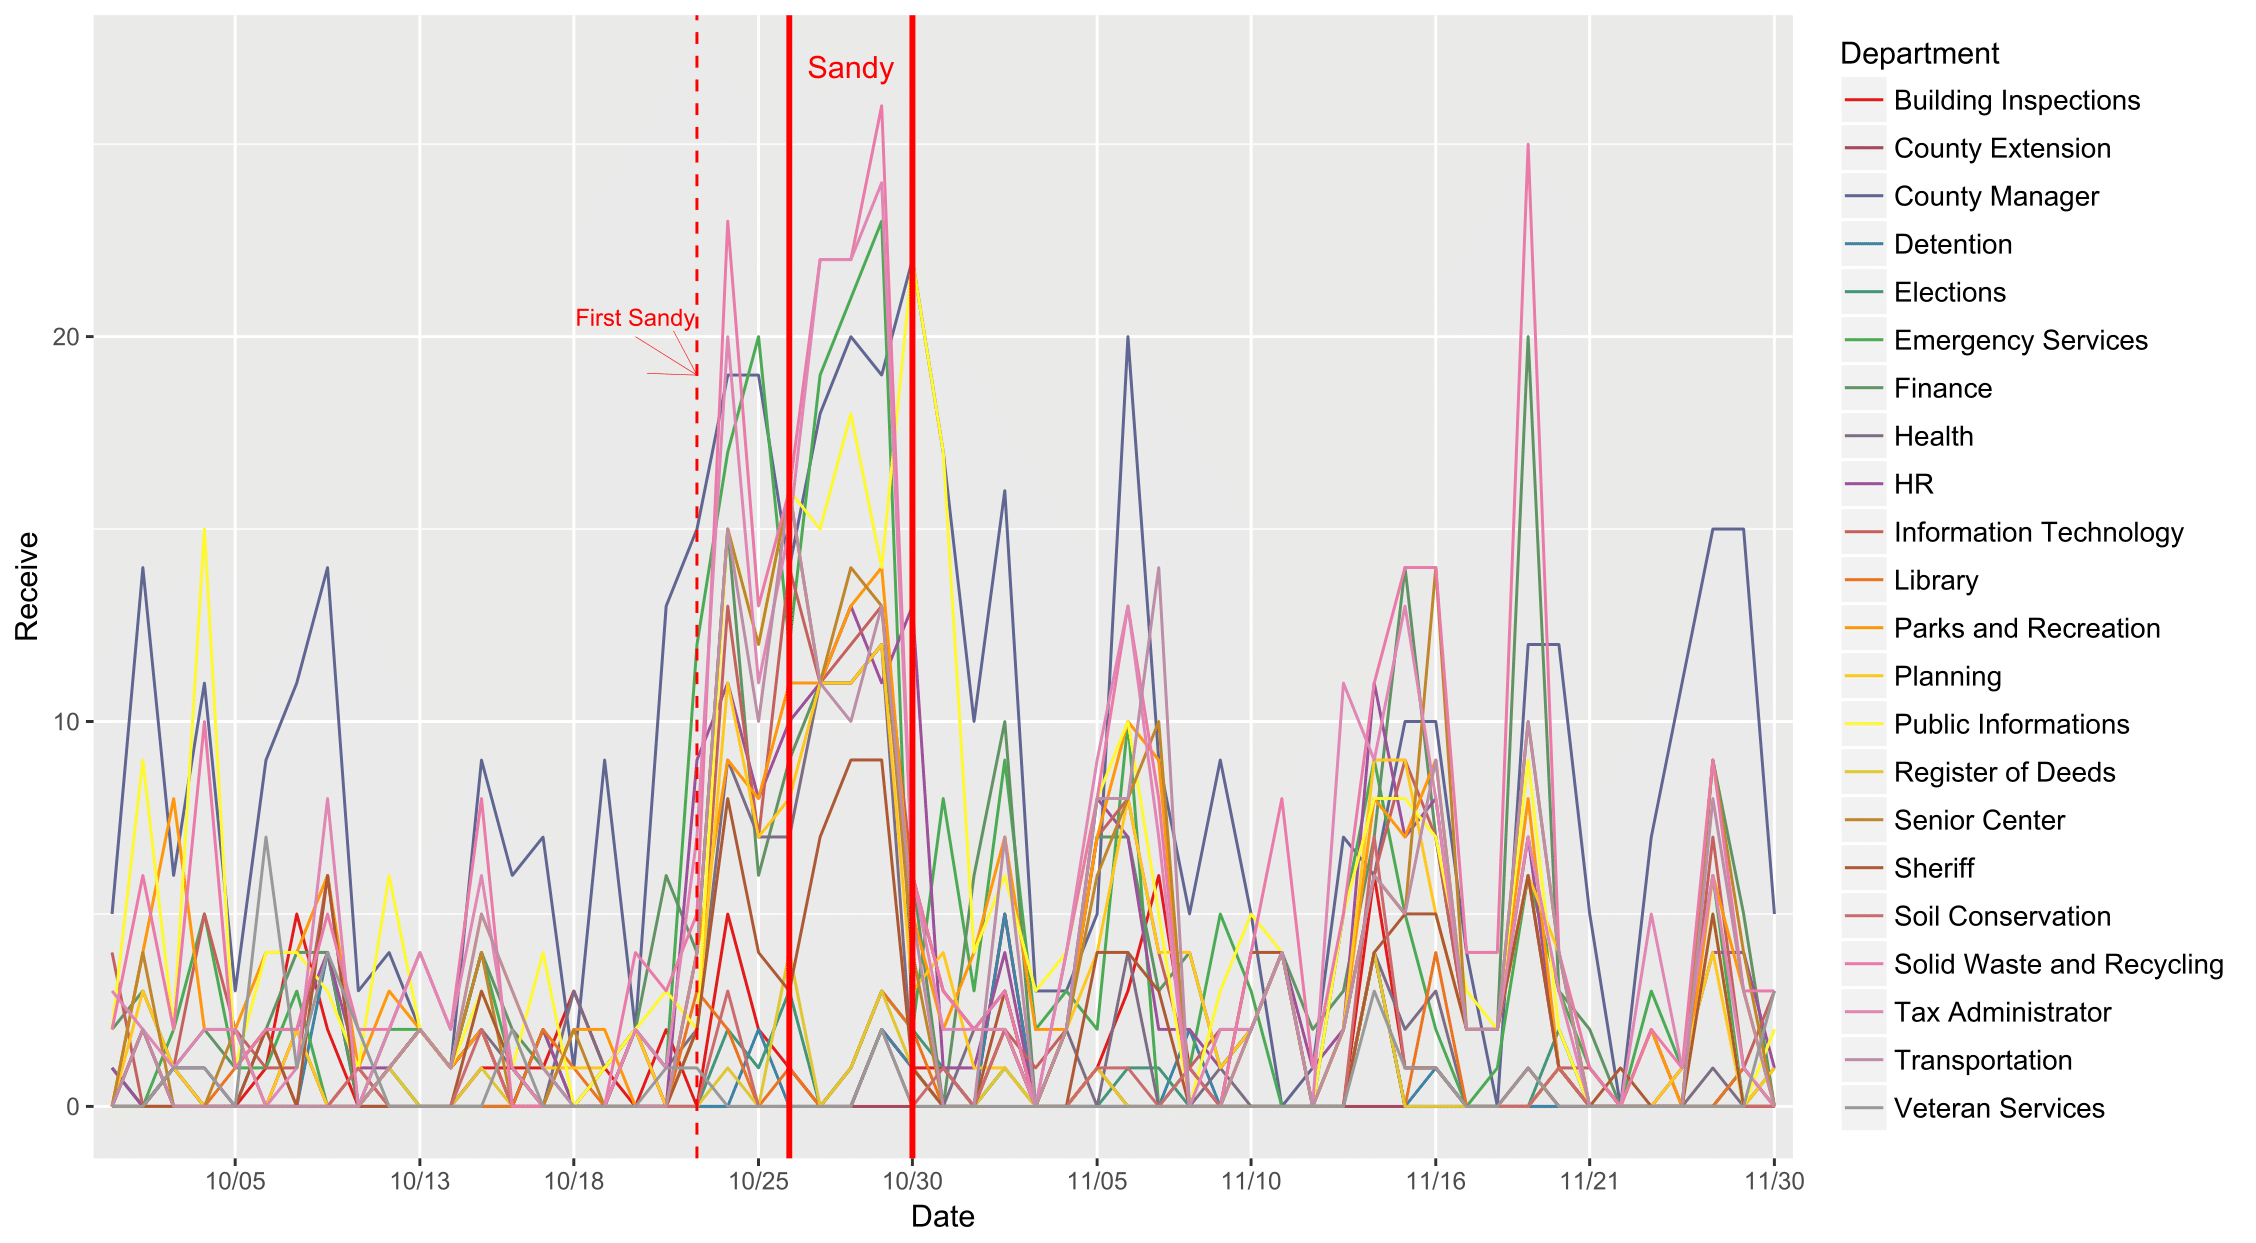 Sandy
First Sandy
Receive
20
10
0
10/05
10/13
10/18
10/25
10/30
11/05
11/10
11/16
11/21
11/30
Date
Department
Building Inspections
County Extension
County Manager
Detention
Elections
Emergency Services
Finance
Health
HR
Information Technology
Library
Parks and Recreation
Planning
Public Informations
Register of Deeds
Senior Center
Sheriff
Soil Conservation
Solid Waste and Recycling
Tax Administrator
Transportation
Veteran Services